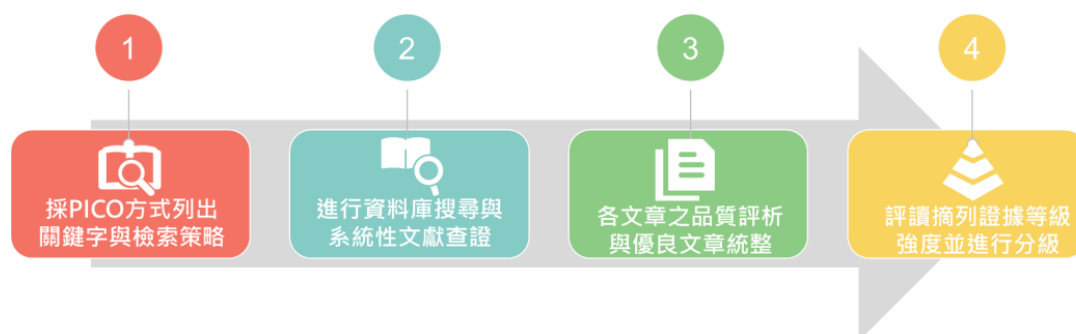 1
2
3
4
採PICO方式列出
關鍵字與檢索策略
進行資料庫搜尋與
系統性文獻查證
各文章之品質評析
與優良文章統整
評讀摘列證據等級
強度並進行分級